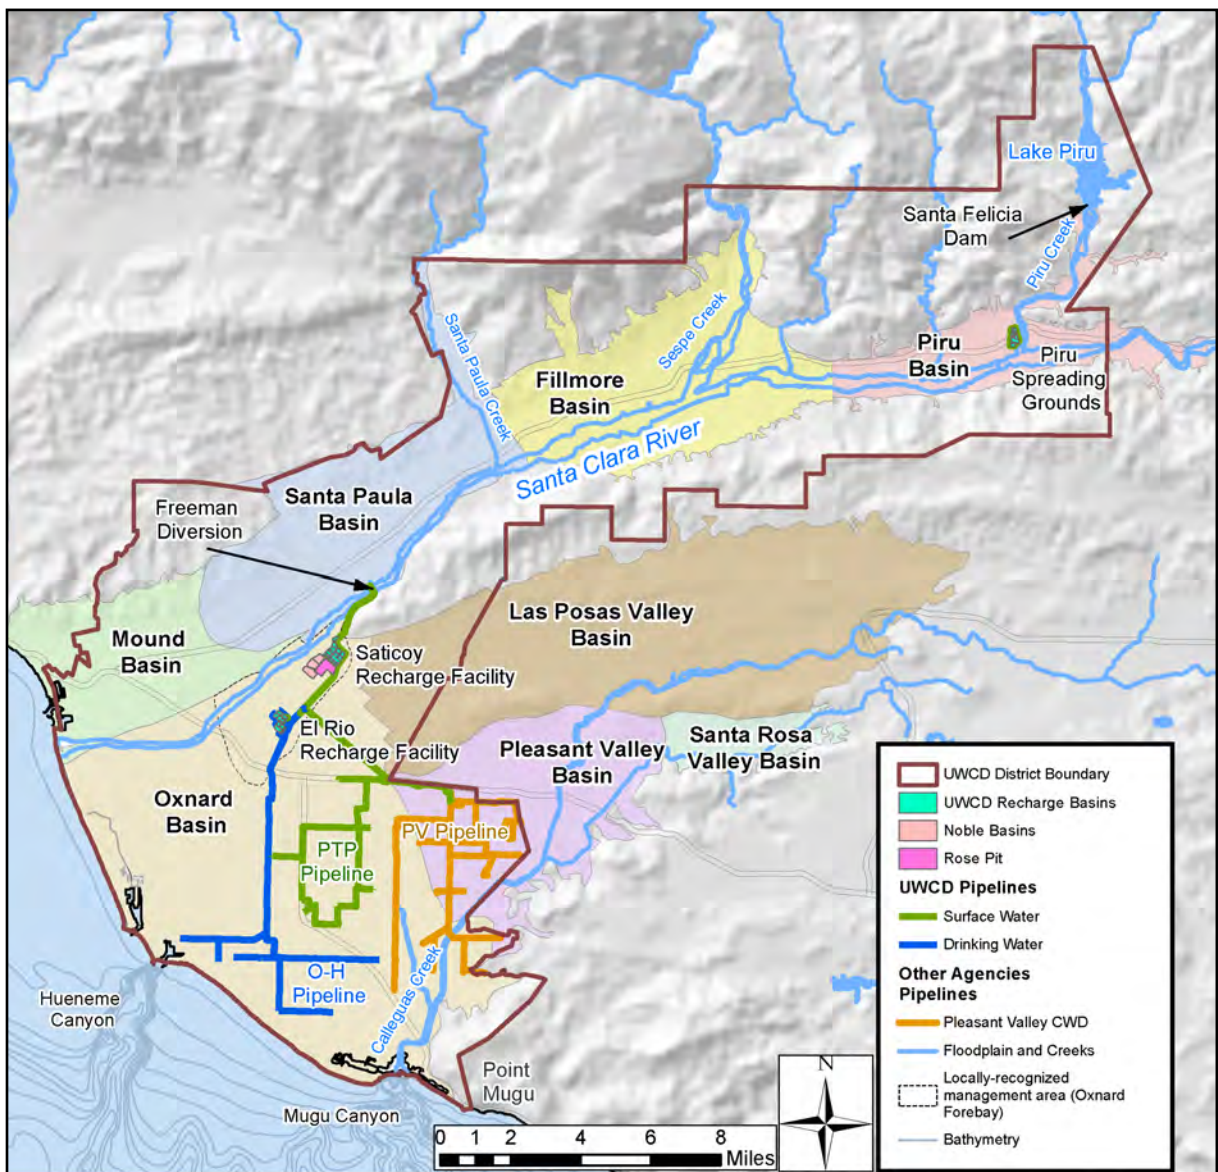 Lake Piru
Santa Felicia
Dam
Piru Creek
Santa Paula Creek
Sespe Creek
Fillmore
Basin
Piru
Basin
Piru
Spreading
Grounds
Santa Clara River
Santa Paula
Basin
Freeman
Diversion
Las Posas Valley
Basin
Mound
Basin
Saticoy
Recharge Facility
El Rio
Recharge Facility
Pleasant Valley
Basin
Santa Rosa
Valley Basin
Oxnard
Basin
PTP
Pipeline
PV Pipeline
O-H
Pipeline
Calleguas Creek
Hueneme
Canyon
Mugu Canyon
Point
Mugu
UWCD District Boundary
UWCD Recharge Basins
Noble Basins
Rose Pit
UWCD Pipelines
Surface Water
Drinking Water
Other Agencies
Pipelines
Pleasant Valley CWD
Floodplain and Creeks
Locally-recognized
management area (Oxnard
Forebay)
Bathymetry
N
0 1 2 4 6 8
Miles